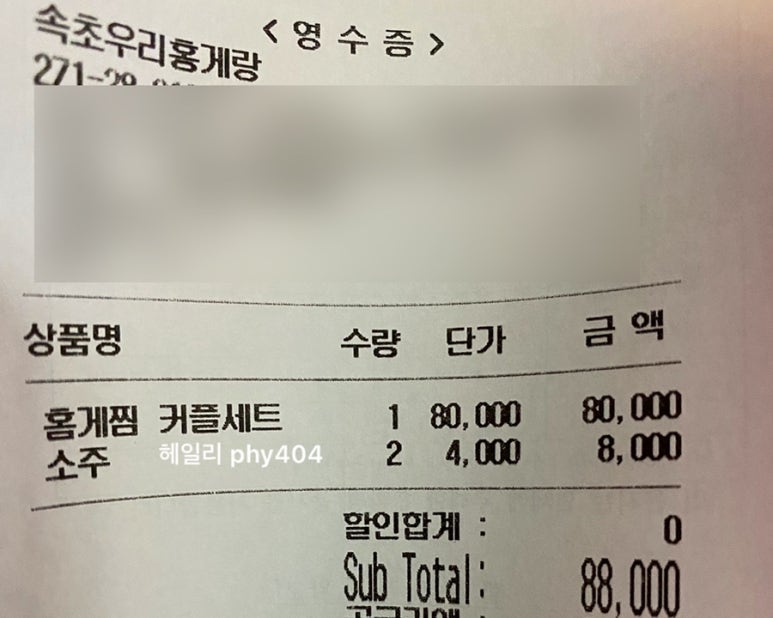 <영수증>
속초우리홍게랑
상품명 수량 단가 금액
홍게찜 커플세트 1 80,000 80,000
소주 2 4,000 8,000
헤일리 phy404
할인합계 : 0
Sub Total: 88,000